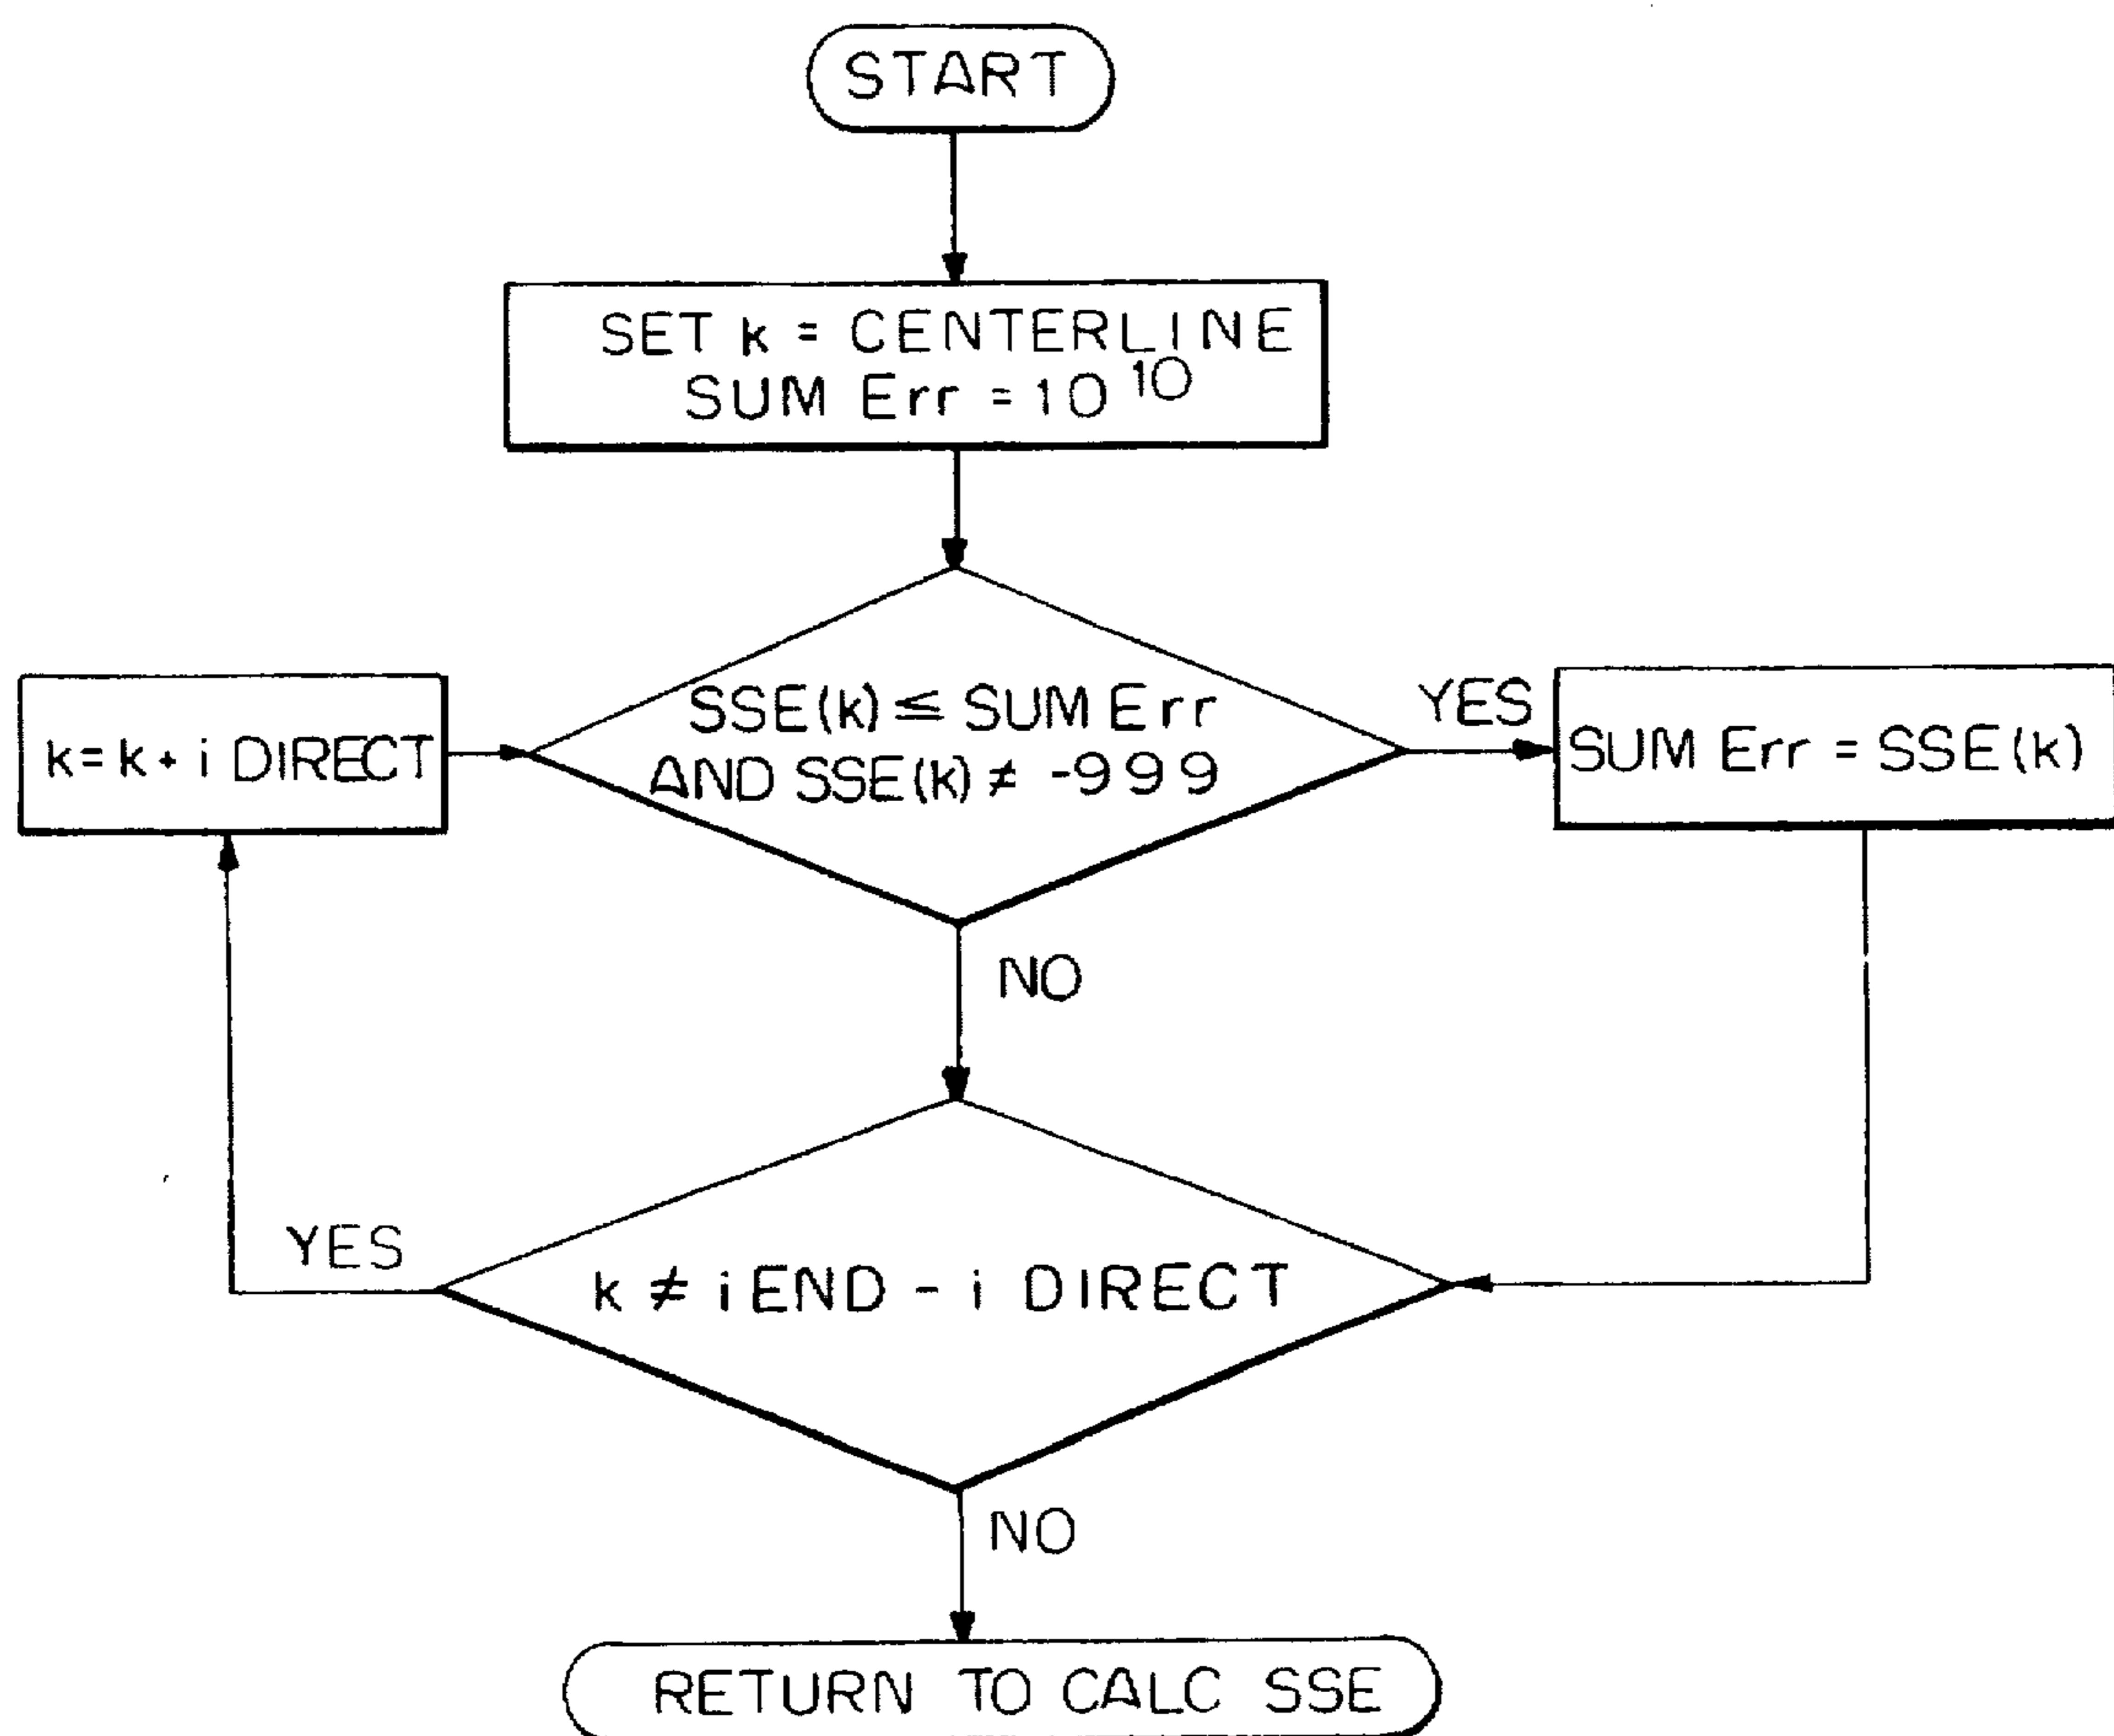 START
SET k = CENTERLINE
SUM Err = 10^10
SSE(k) ≤ SUM Err
AND SSE(k) ≠ -999
YES
SUM Err = SSE(k)
k=k+i DIRECT
NO
YES
k ≠ i END - i DIRECT
NO
RETURN TO CALC SSE